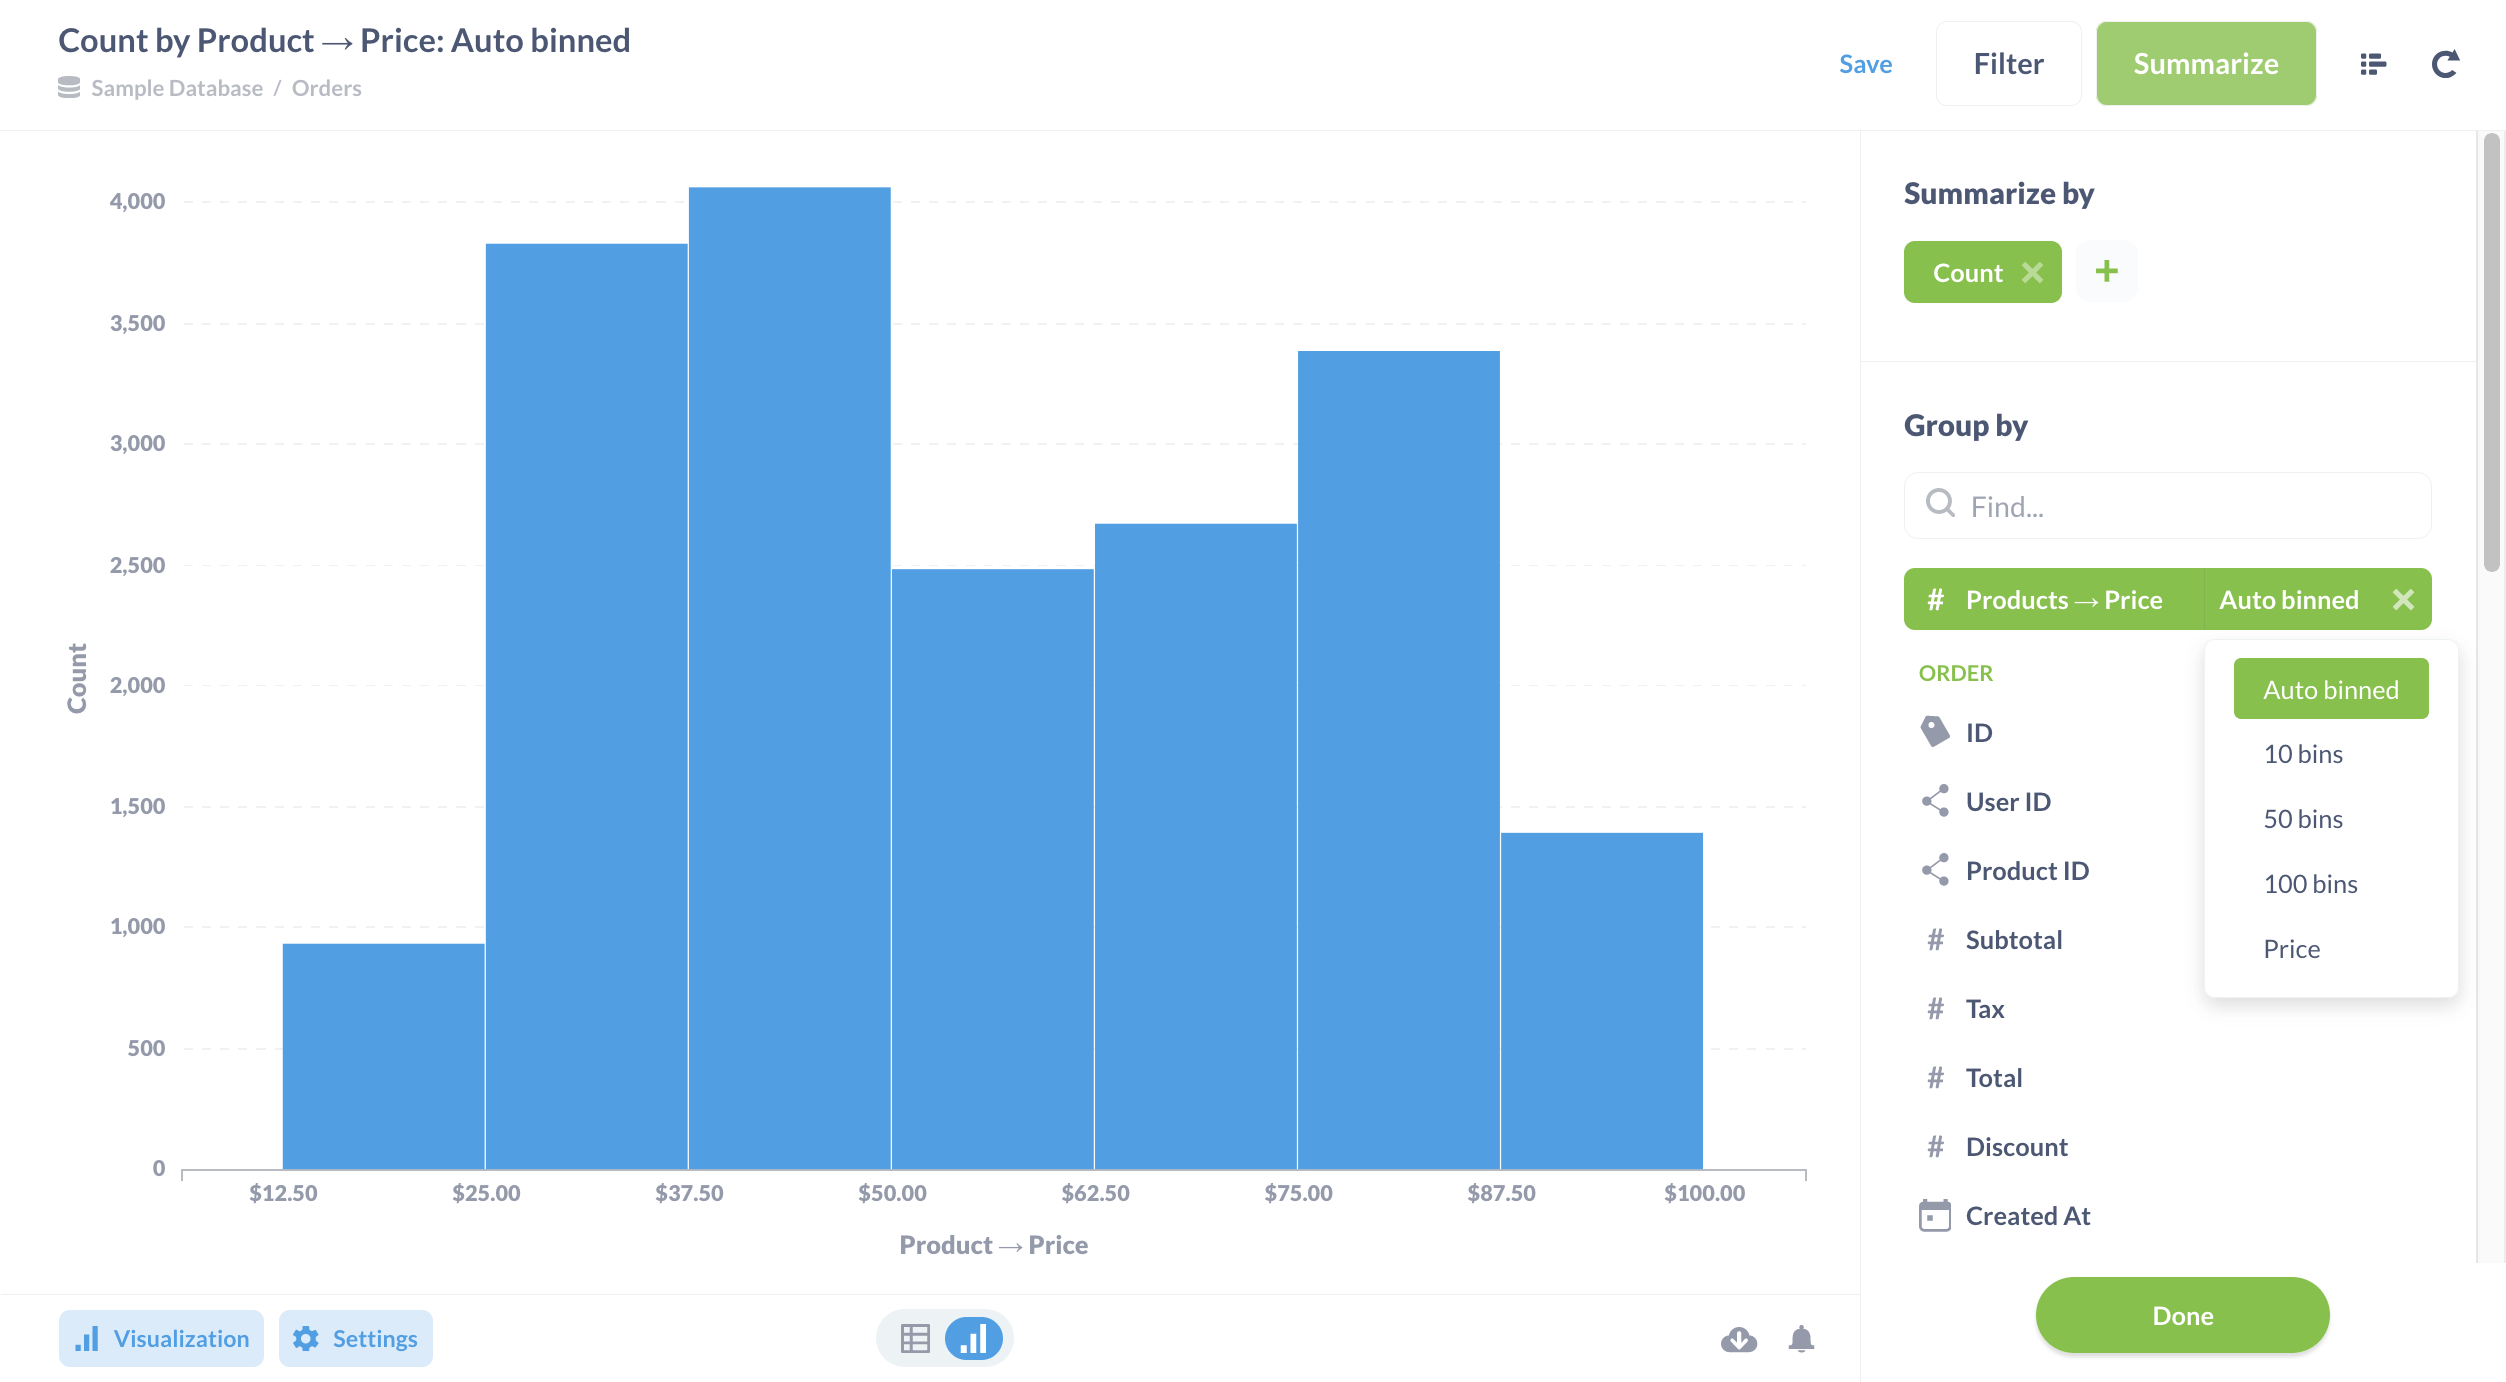 Count by Product → Price: Auto binned
Sample Database / Orders
Save
Filter
Summarize
4,000
3,500
3,000
2,500
2,000
1,500
1,000
500
0
Count
$12.50
$25.00
$37.50
$50.00
$62.50
$75.00
$87.50
$100.00
Product → Price
Visualization
Settings
Summarize by
Count
Group by
Find...
# Products → Price
Auto binned
Auto binned
10 bins
50 bins
100 bins
Price
ORDER
ID
User ID
Product ID
# Subtotal
# Tax
# Total
# Discount
Created At
Done